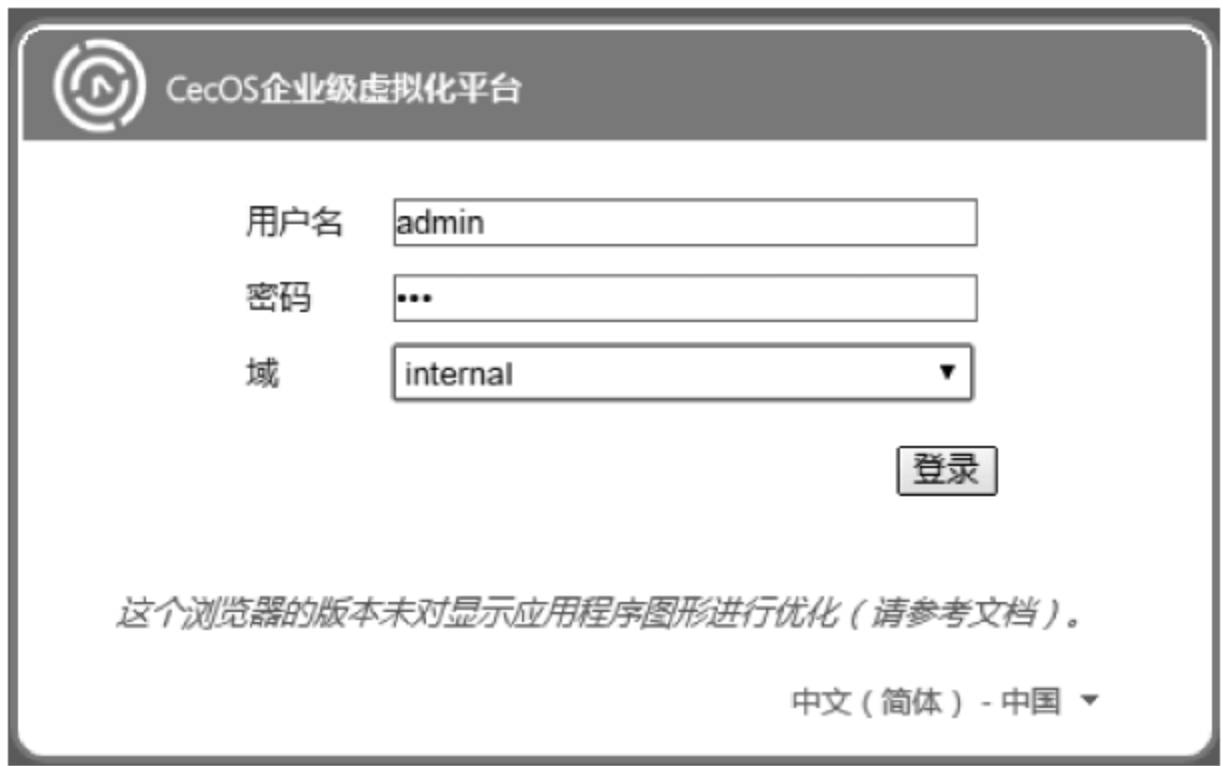 CecOS企业级虚拟化平台
用户名 admin
密码 •••
域 internal
登录
这个浏览器的版本未对显示应用程序图形进行优化（请参考文档）。
中文（简体）- 中国